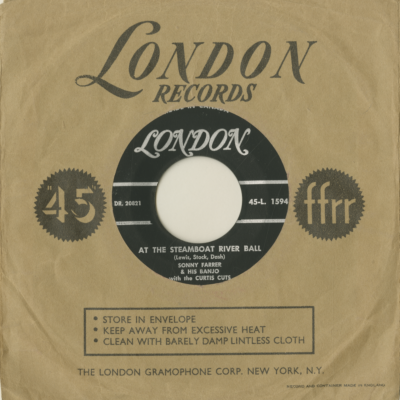 LONDON
RECORDS
LONDON
DR. 20421
45-L. 1594
AT THE STEAMBOAT RIVER BALL
(Lewis, Stock, Dash)
SONNY FARRER
& HIS BANJO
with the CURTIS CUTS
"45"
ffrr
* STORE IN ENVELOPE
* KEEP AWAY FROM EXCESSIVE HEAT
* CLEAN WITH BARELY DAMP LINTLESS CLOTH
THE LONDON GRAMOPHONE CORP. NEW YORK, N.Y.